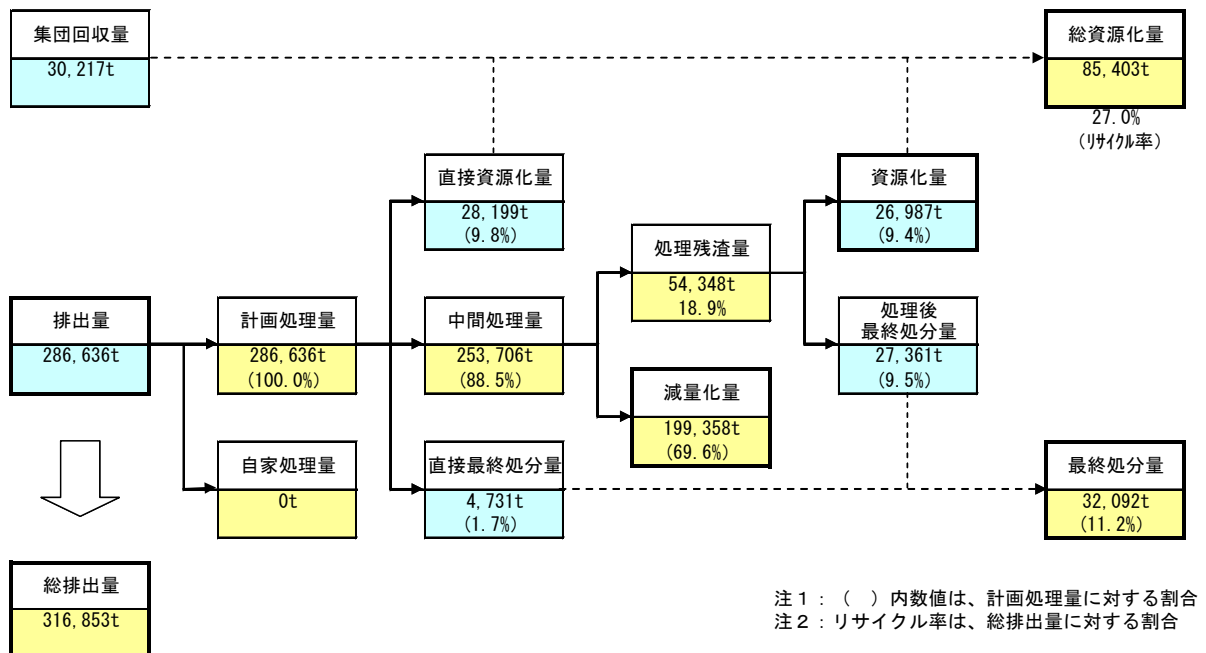 集団回収量
30,217t
総資源化量
85,403t
27.0%
(ﾘｻｲｸﾙ率)
直接資源化量
28,199t
(9.8%)
資源化量
26,987t
(9.4%)
処理残渣量
54,348t
18.9%
排出量
286,636t
計画処理量
286,636t
(100.0%)
中間処理量
253,706t
(88.5%)
処理後
最終処分量
27,361t
(9.5%)
減量化量
199,358t
(69.6%)
自家処理量
0t
直接最終処分量
4,731t
(1.7%)
最終処分量
32,092t
(11.2%)
総排出量
316,853t
注１：（　）内数値は、計画処理量に対する割合
注２：リサイクル率は、総排出量に対する割合